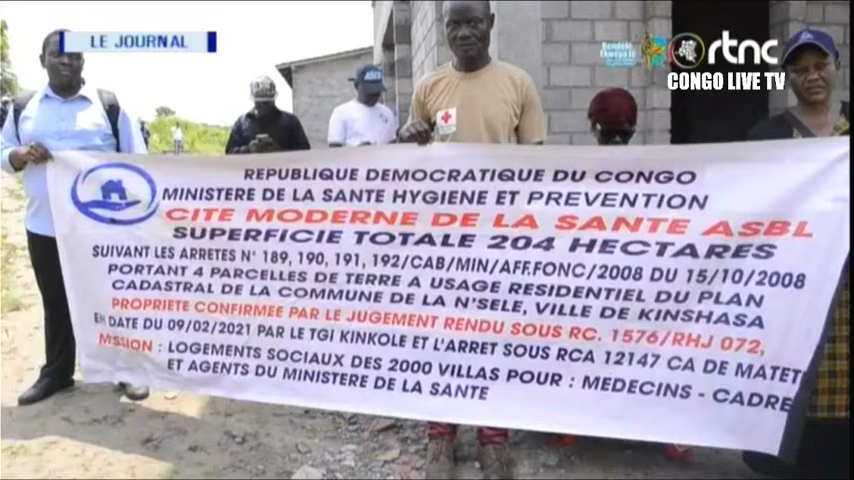 LE JOURNAL
rtnc
CONGO LIVE TV
REPUBLIQUE DEMOCRATIQUE DU CONGO
MINISTERE DE LA SANTE HYGIENE ET PREVENTION
CITE MODERNE DE LA SANTE ASBL
SUPERFICIE TOTALE 204 HECTARES
SUIVANT LES ARRETES N° 189, 190, 191, 192/CAB/MIN/AFF.FONC/2008 DU 15/10/2008
PORTANT 4 PARCELLES DE TERRE A USAGE RESIDENTIEL DU PLAN
CADASTRAL DE LA COMMUNE DE LA N'SELE, VILLE DE KINSHASA
PROPRIETE CONFIRMEE PAR LE JUGEMENT RENDU SOUS RC. 1576/RHJ 072,
EN DATE DU 09/02/2021 PAR LE TGI KINKOLE ET L'ARRET SOUS RCA 12147 CA DE MATET
MSLION : LOGEMENTS SOCIAUX DES 2000 VILLAS POUR : MEDECINS - CADRE
ET AGENTS DU MINISTERE DE LA SANTE